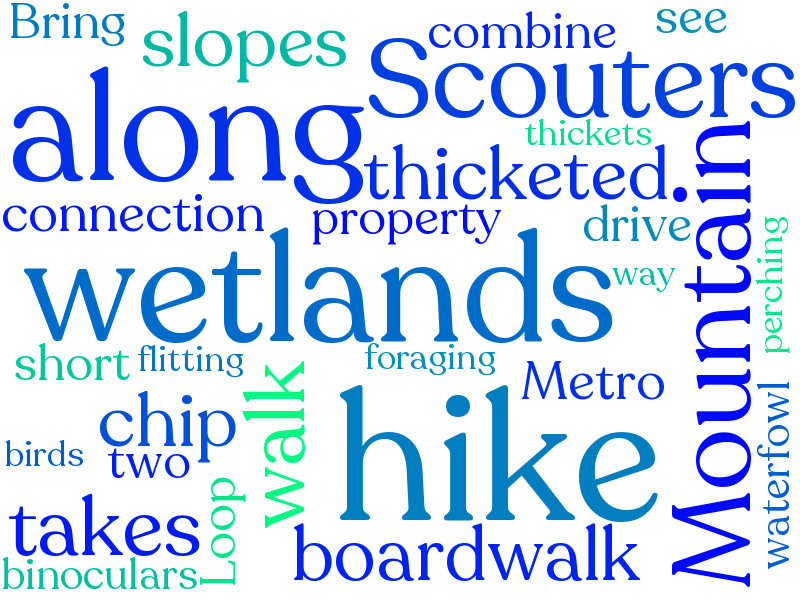 Bring
slopes
combine
see
Scouters
along
thickets
thicketed
Mountain
connection
property
drive
wetlands
way
perching
short
flitting
foraging
Metro
walk
hike
chip
waterfowl
birds
two
Loop
takes
boardwalk
binoculars